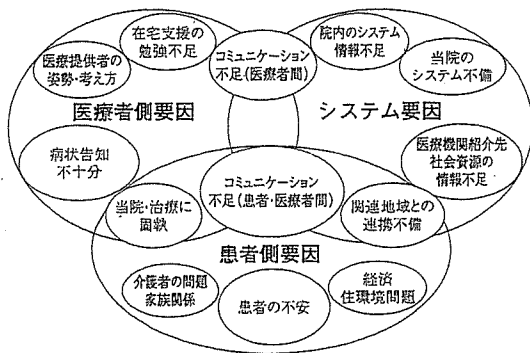 在宅支援の
勉強不足
コミュニケーション
不足(医療者間)
院内のシステム
情報不足
医療提供者の
姿勢・考え方
当院の
システム不備
医療者側要因
システム要因
病状告知
不十分
医療機関紹介先
社会資源の
情報不足
コミュニケーション
不足(患者・医療者間)
当院・治療に
固執
関連地域との
連携不備
患者側要因
介護者の問題
家族関係
患者の不安
経済
住環境問題